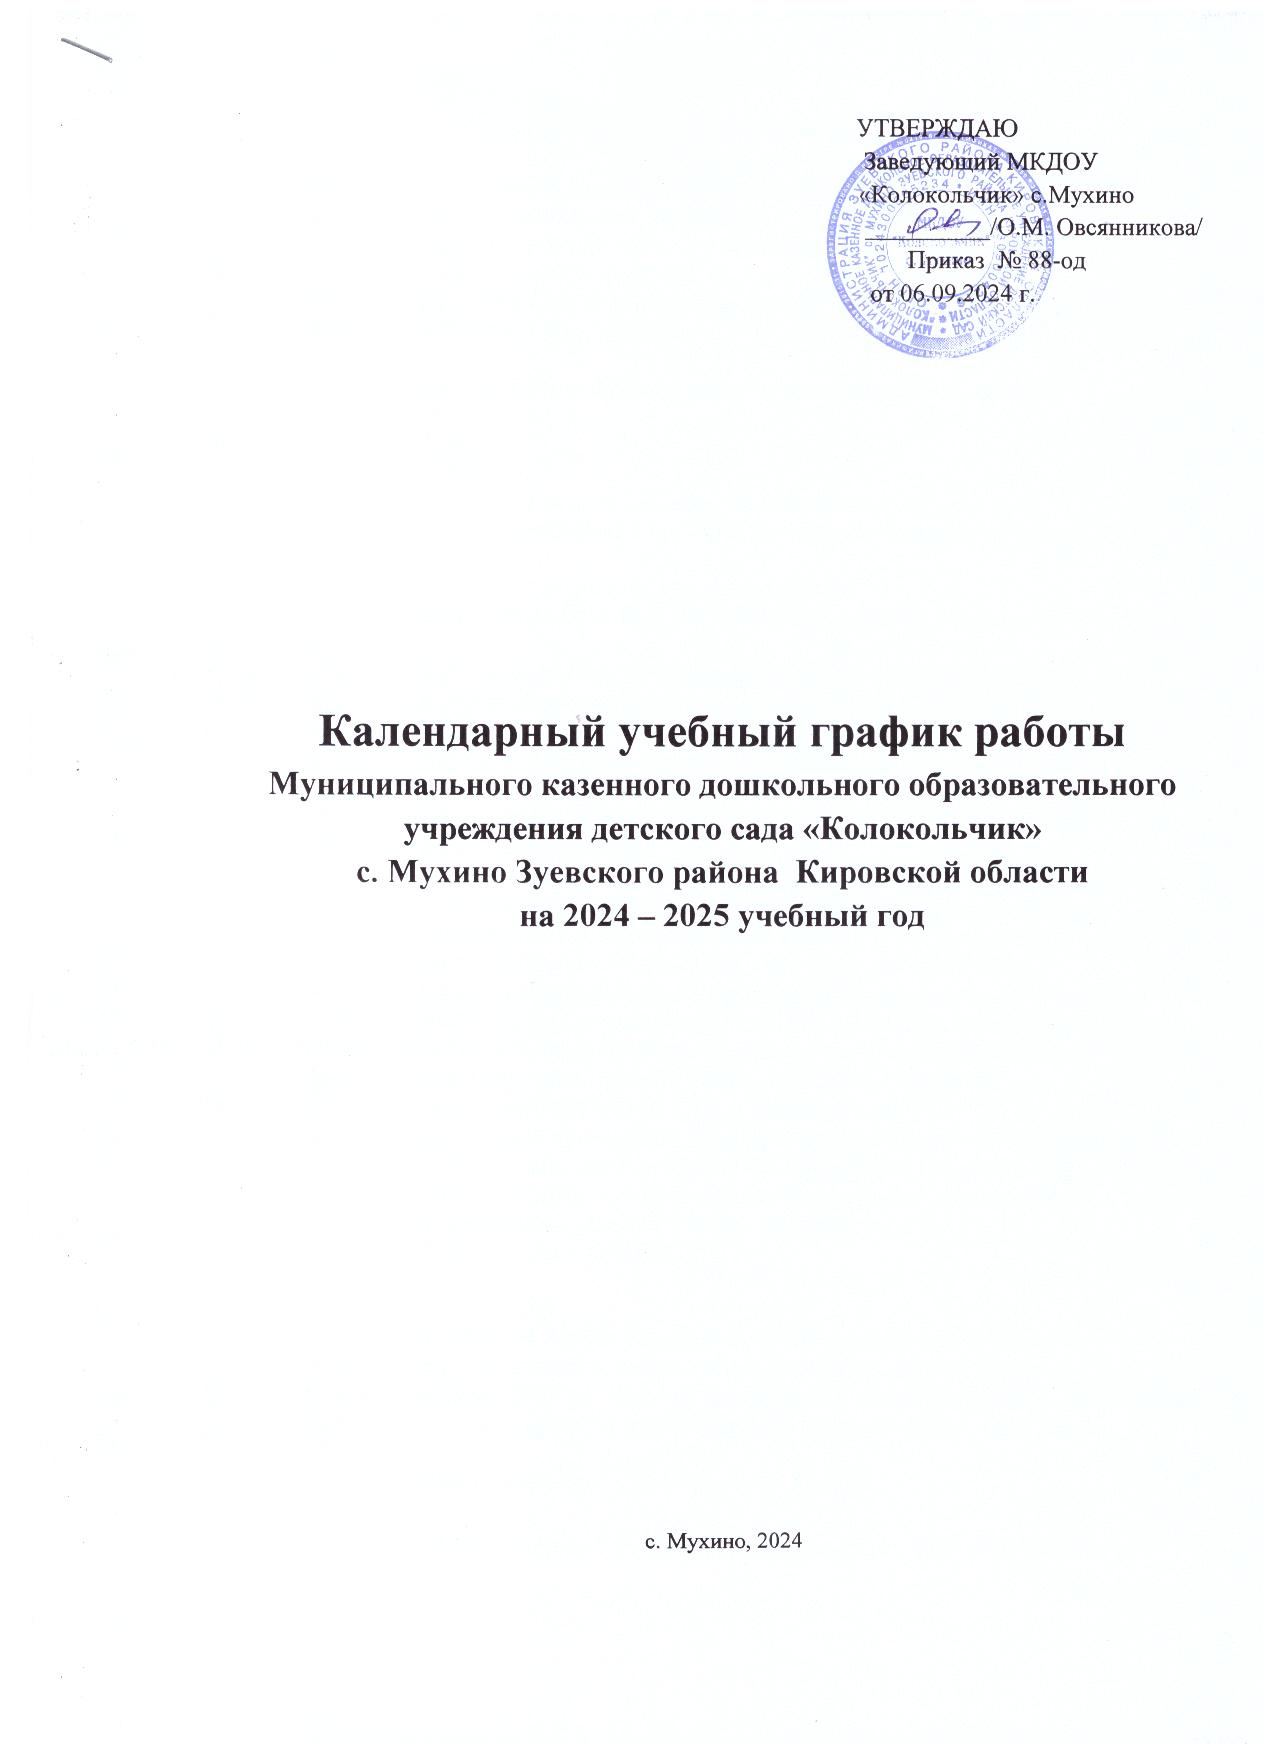 УТВЕРЖДАЮ
Заведующий МКДОУ
«Колокольчик» с.Мухино
/О.М. Овсянникова/
Приказ № 88-од
от 06.09.2024 г.
Календарный учебный график работы
Муниципального казенного дошкольного образовательного
учреждения детского сада «Колокольчик»
с. Мухино Зуевского района Кировской области
на 2024 – 2025 учебный год
с. Мухино, 2024